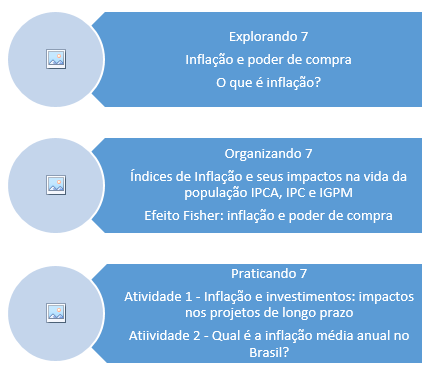 Explorando 7
Inflação e poder de compra
O que é inflação?
Organizando 7
Índices de Inflação e seus impactos na vida da
população IPCA, IPC e IGPM
Efeito Fisher: inflação e poder de compra
Praticando 7
Atividade 1 - Inflação e investimentos: impactos
nos projetos de longo prazo
Atiividade 2 - Qual é a inflação média anual no
Brasil?